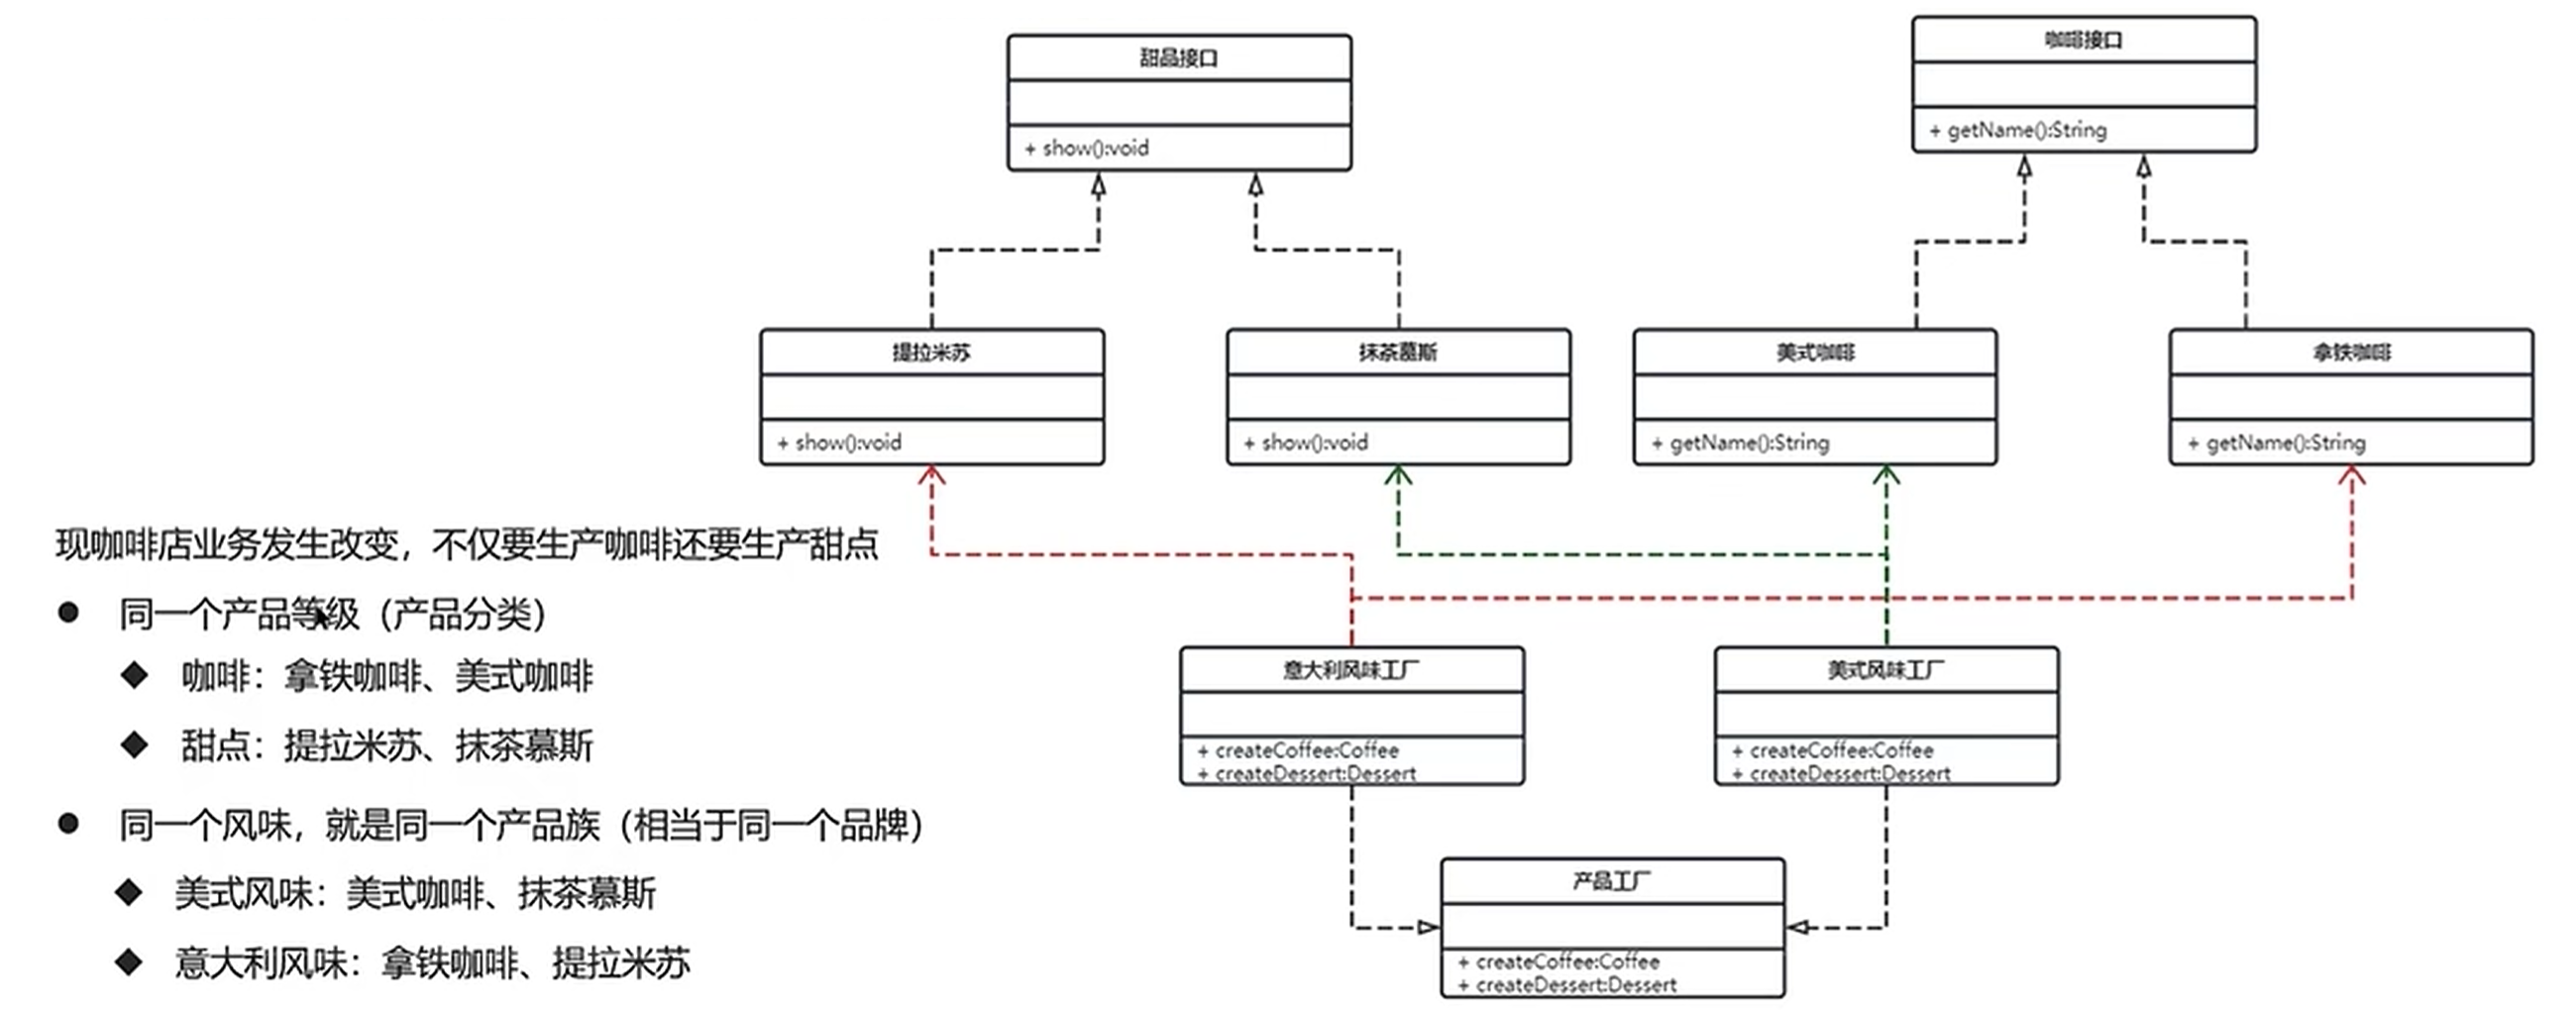 甜品接口
+ show():void
咖啡接口
+ getName():String
提拉米苏
+ show():void
抹茶慕斯
+ show():void
美式咖啡
+ getName():String
拿铁咖啡
+ getName():String
现咖啡店业务发生改变，不仅要生产咖啡还要生产甜点
同一个产品等级（产品分类）
咖啡：拿铁咖啡、美式咖啡
甜点：提拉米苏、抹茶慕斯
同一个风味，就是同一个产品族（相当于同一个品牌）
美式风味：美式咖啡、抹茶慕斯
意大利风味：拿铁咖啡、提拉米苏
意大利风味工厂
+ createCoffee:Coffee
+ createDessert:Dessert
美式风味工厂
+ createCoffee:Coffee
+ createDessert:Dessert
产品工厂
+ createCoffee:Coffee
+ createDessert:Dessert